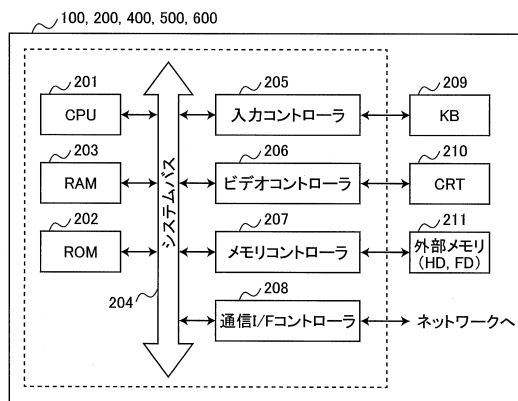 100, 200, 400, 500, 600
201
CPU
203
RAM
202
ROM
204
システムバス
205
入力コントローラ
206
ビデオコントローラ
207
メモリコントローラ
208
通信I/Fコントローラ
209
KB
210
CRT
211
外部メモリ
(HD, FD)
ネットワークへ